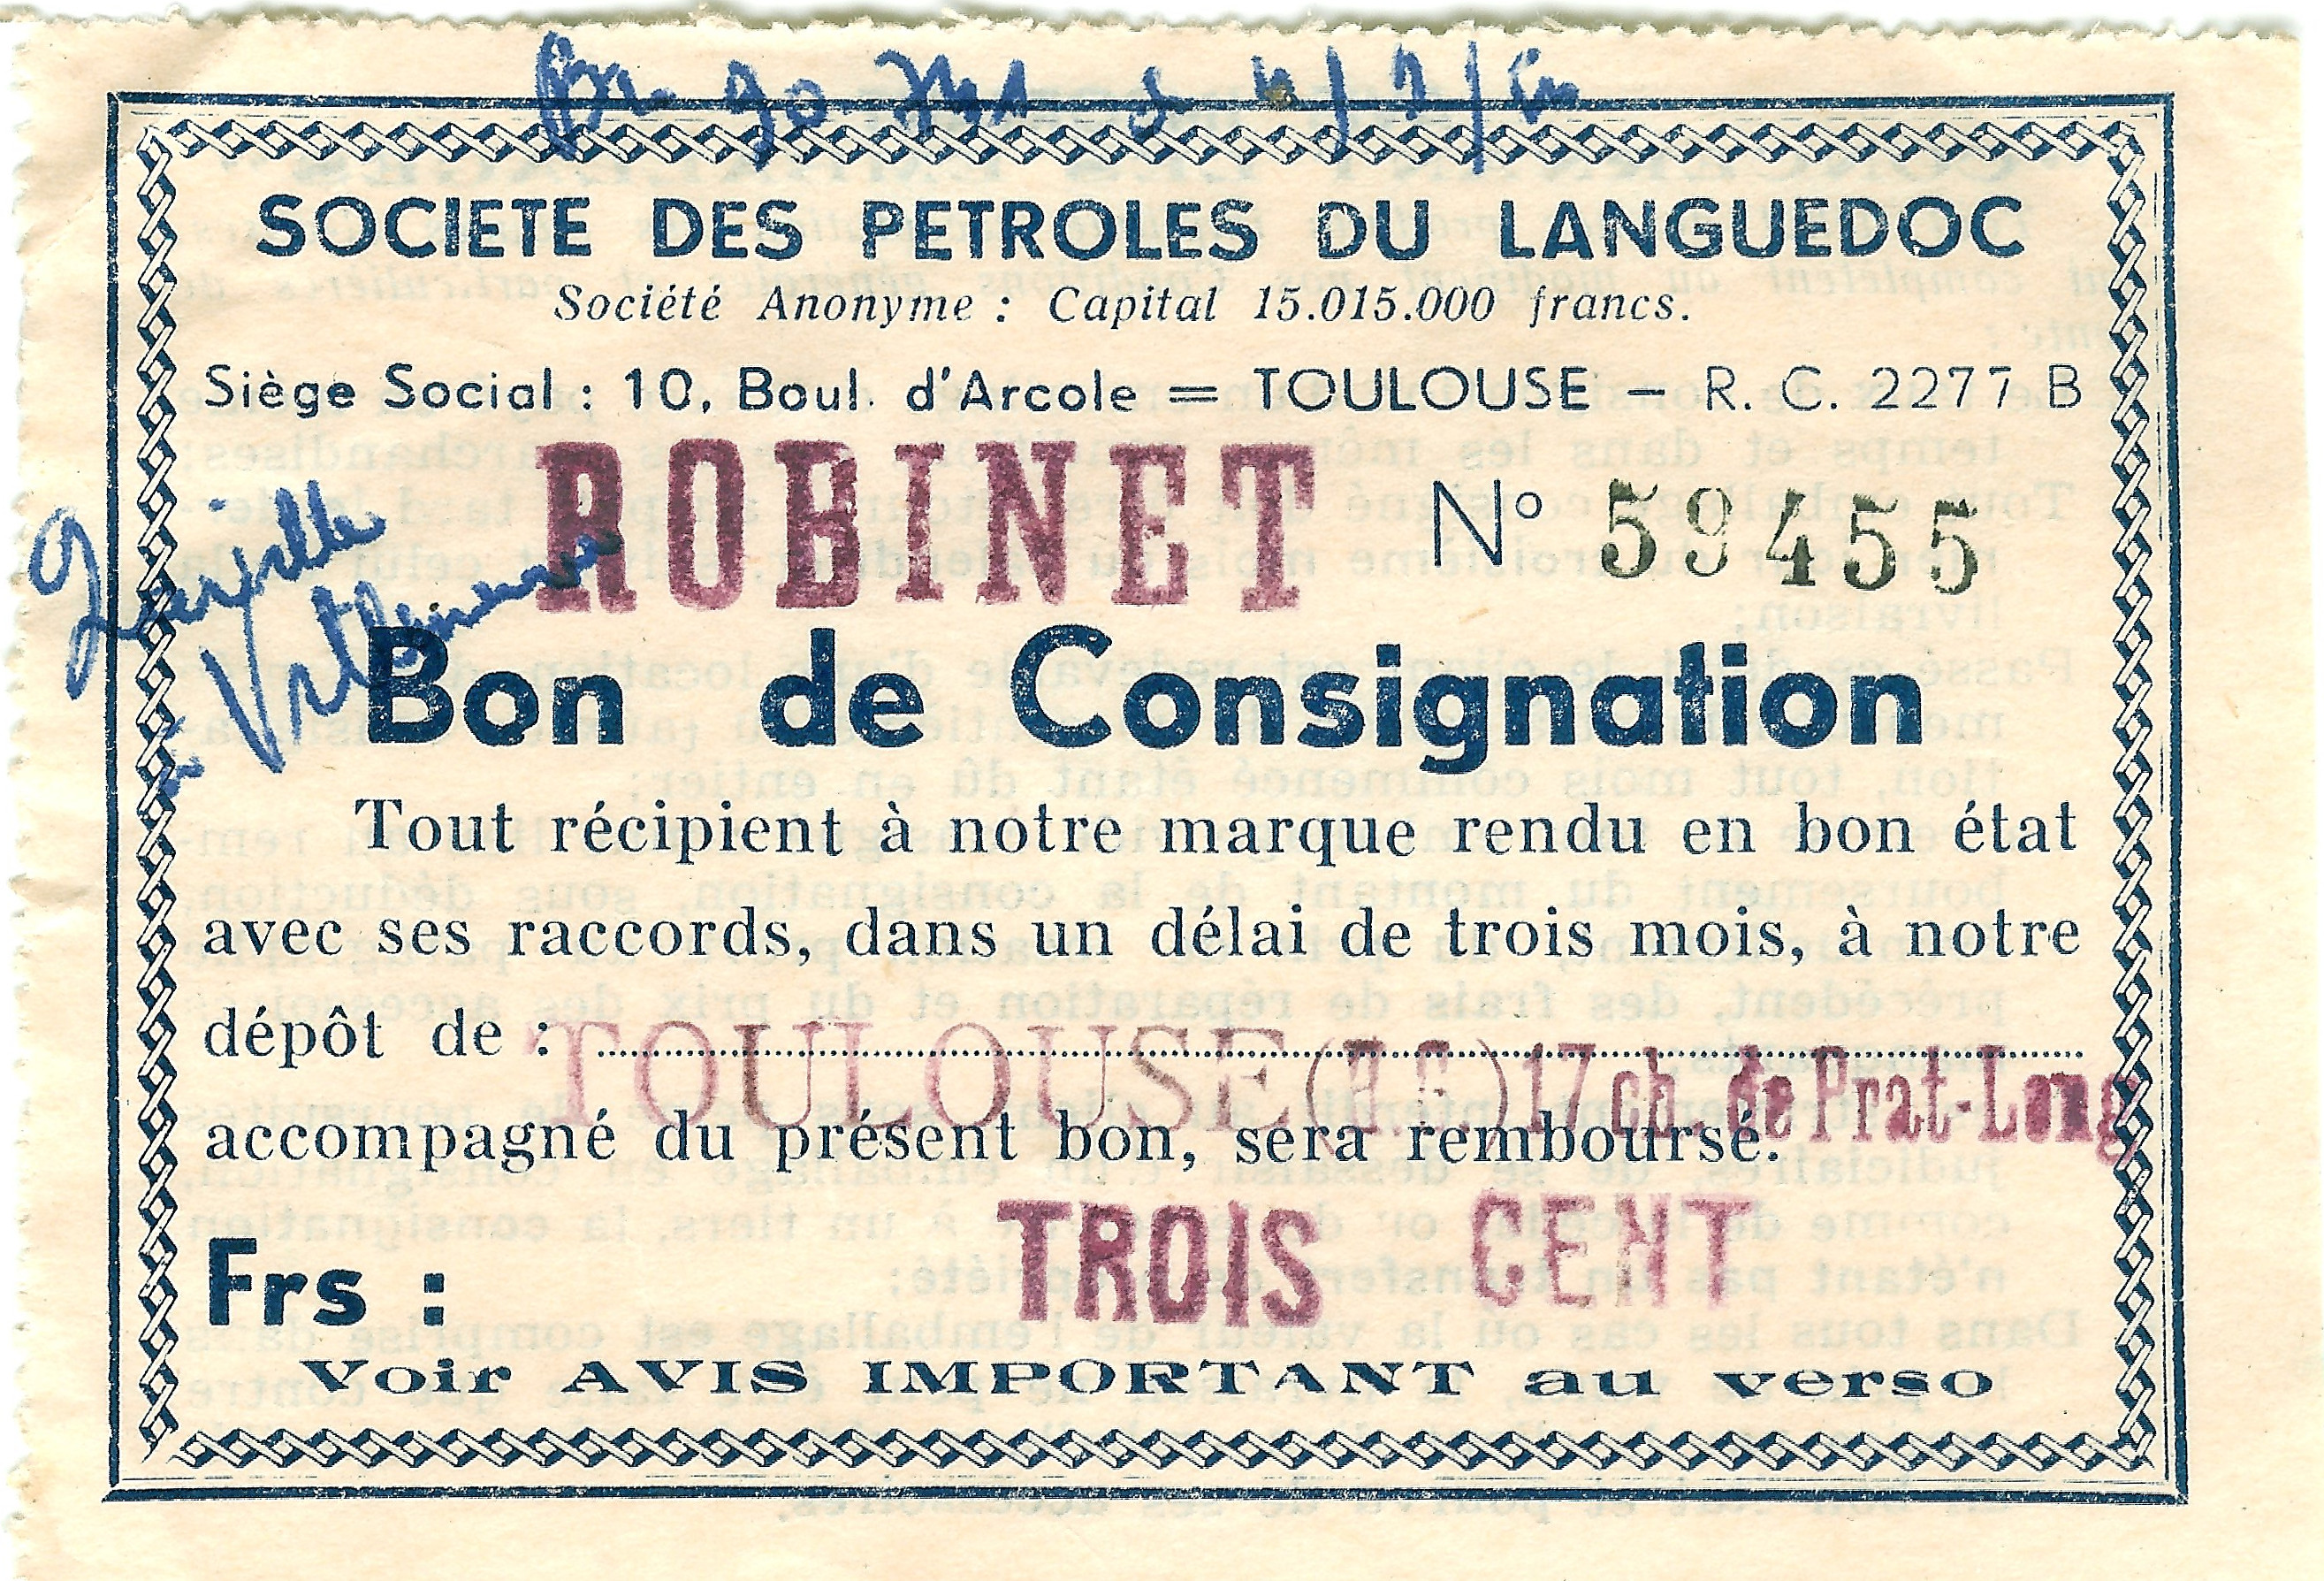 SOCIETE DES PETROLES DU LANGUEDOC
Société Anonyme : Capital 15.015.000 francs.
Siège Social : 10, Boul. d'Arcole = TOULOUSE - R. C. 2277 B
ROBINET N° 59455
Bon de Consignation
Tout récipient à notre marque rendu en bon état
avec ses raccords, dans un délai de trois mois, à notre
dépôt de : TOULOUSE (H.G.) 17 ch. de Prat-Long
accompagné du présent bon, sera remboursé.
Frs : TROIS CENT
Voir AVIS IMPORTANT au verso